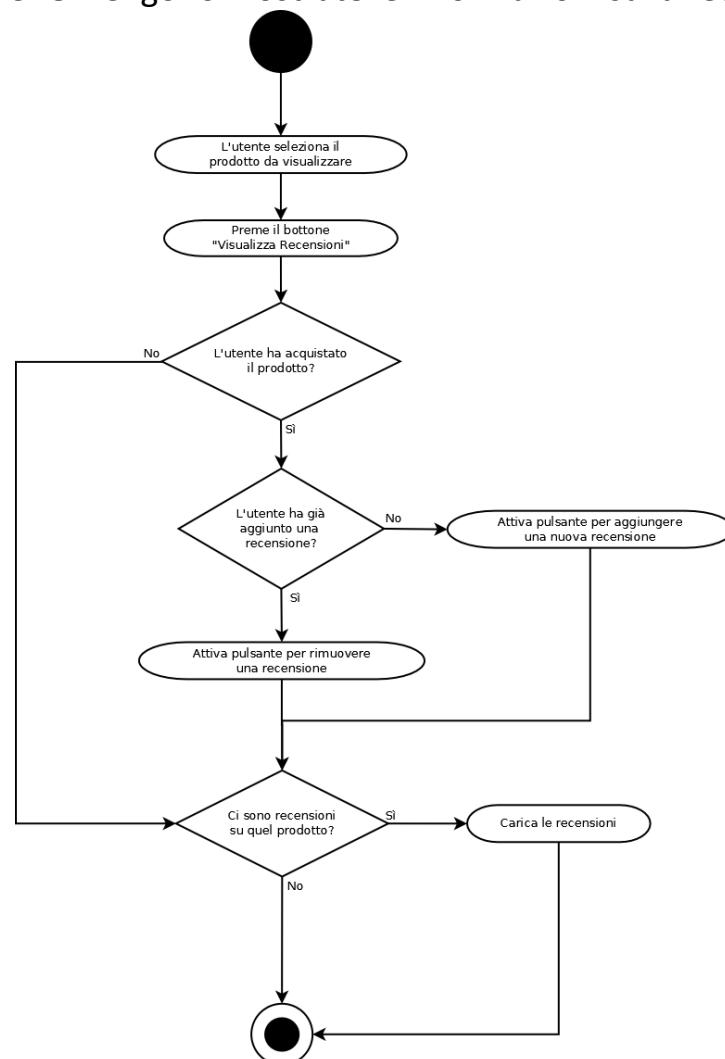 L'utente seleziona il
prodotto da visualizzare
Preme il bottone
"Visualizza Recensioni"
L'utente ha acquistato
il prodotto?
No
Sì
L'utente ha già
aggiunto una
recensione?
No
Attiva pulsante per aggiungere
una nuova recensione
Sì
Attiva pulsante per rimuovere
una recensione
Ci sono recensioni
su quel prodotto?
Sì
Carica le recensioni
No